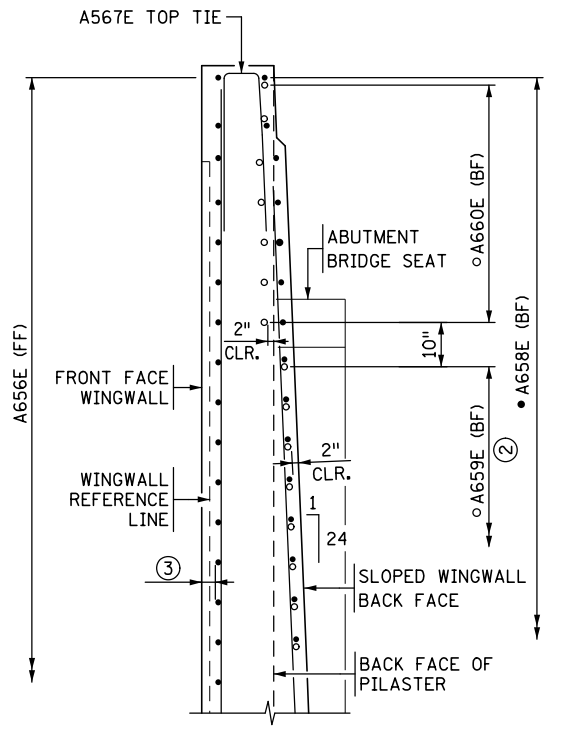 A567E TOP TIE
A660E (BF)
ABUTMENT
BRIDGE SEAT
A656E (FF)
2"
CLR.
10"
A658E (BF)
FRONT FACE
WINGWALL
A659E (BF)
2
2"
CLR.
WINGWALL
REFERENCE
LINE
1
24
3
SLOPED WINGWALL
BACK FACE
BACK FACE OF
PILASTER